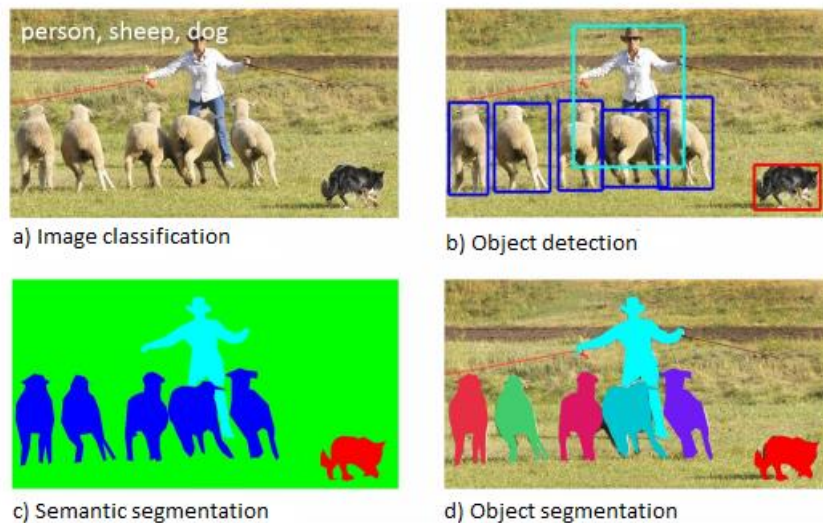 person, sheep, dog
a) Image classification
b) Object detection
c) Semantic segmentation
d) Object segmentation